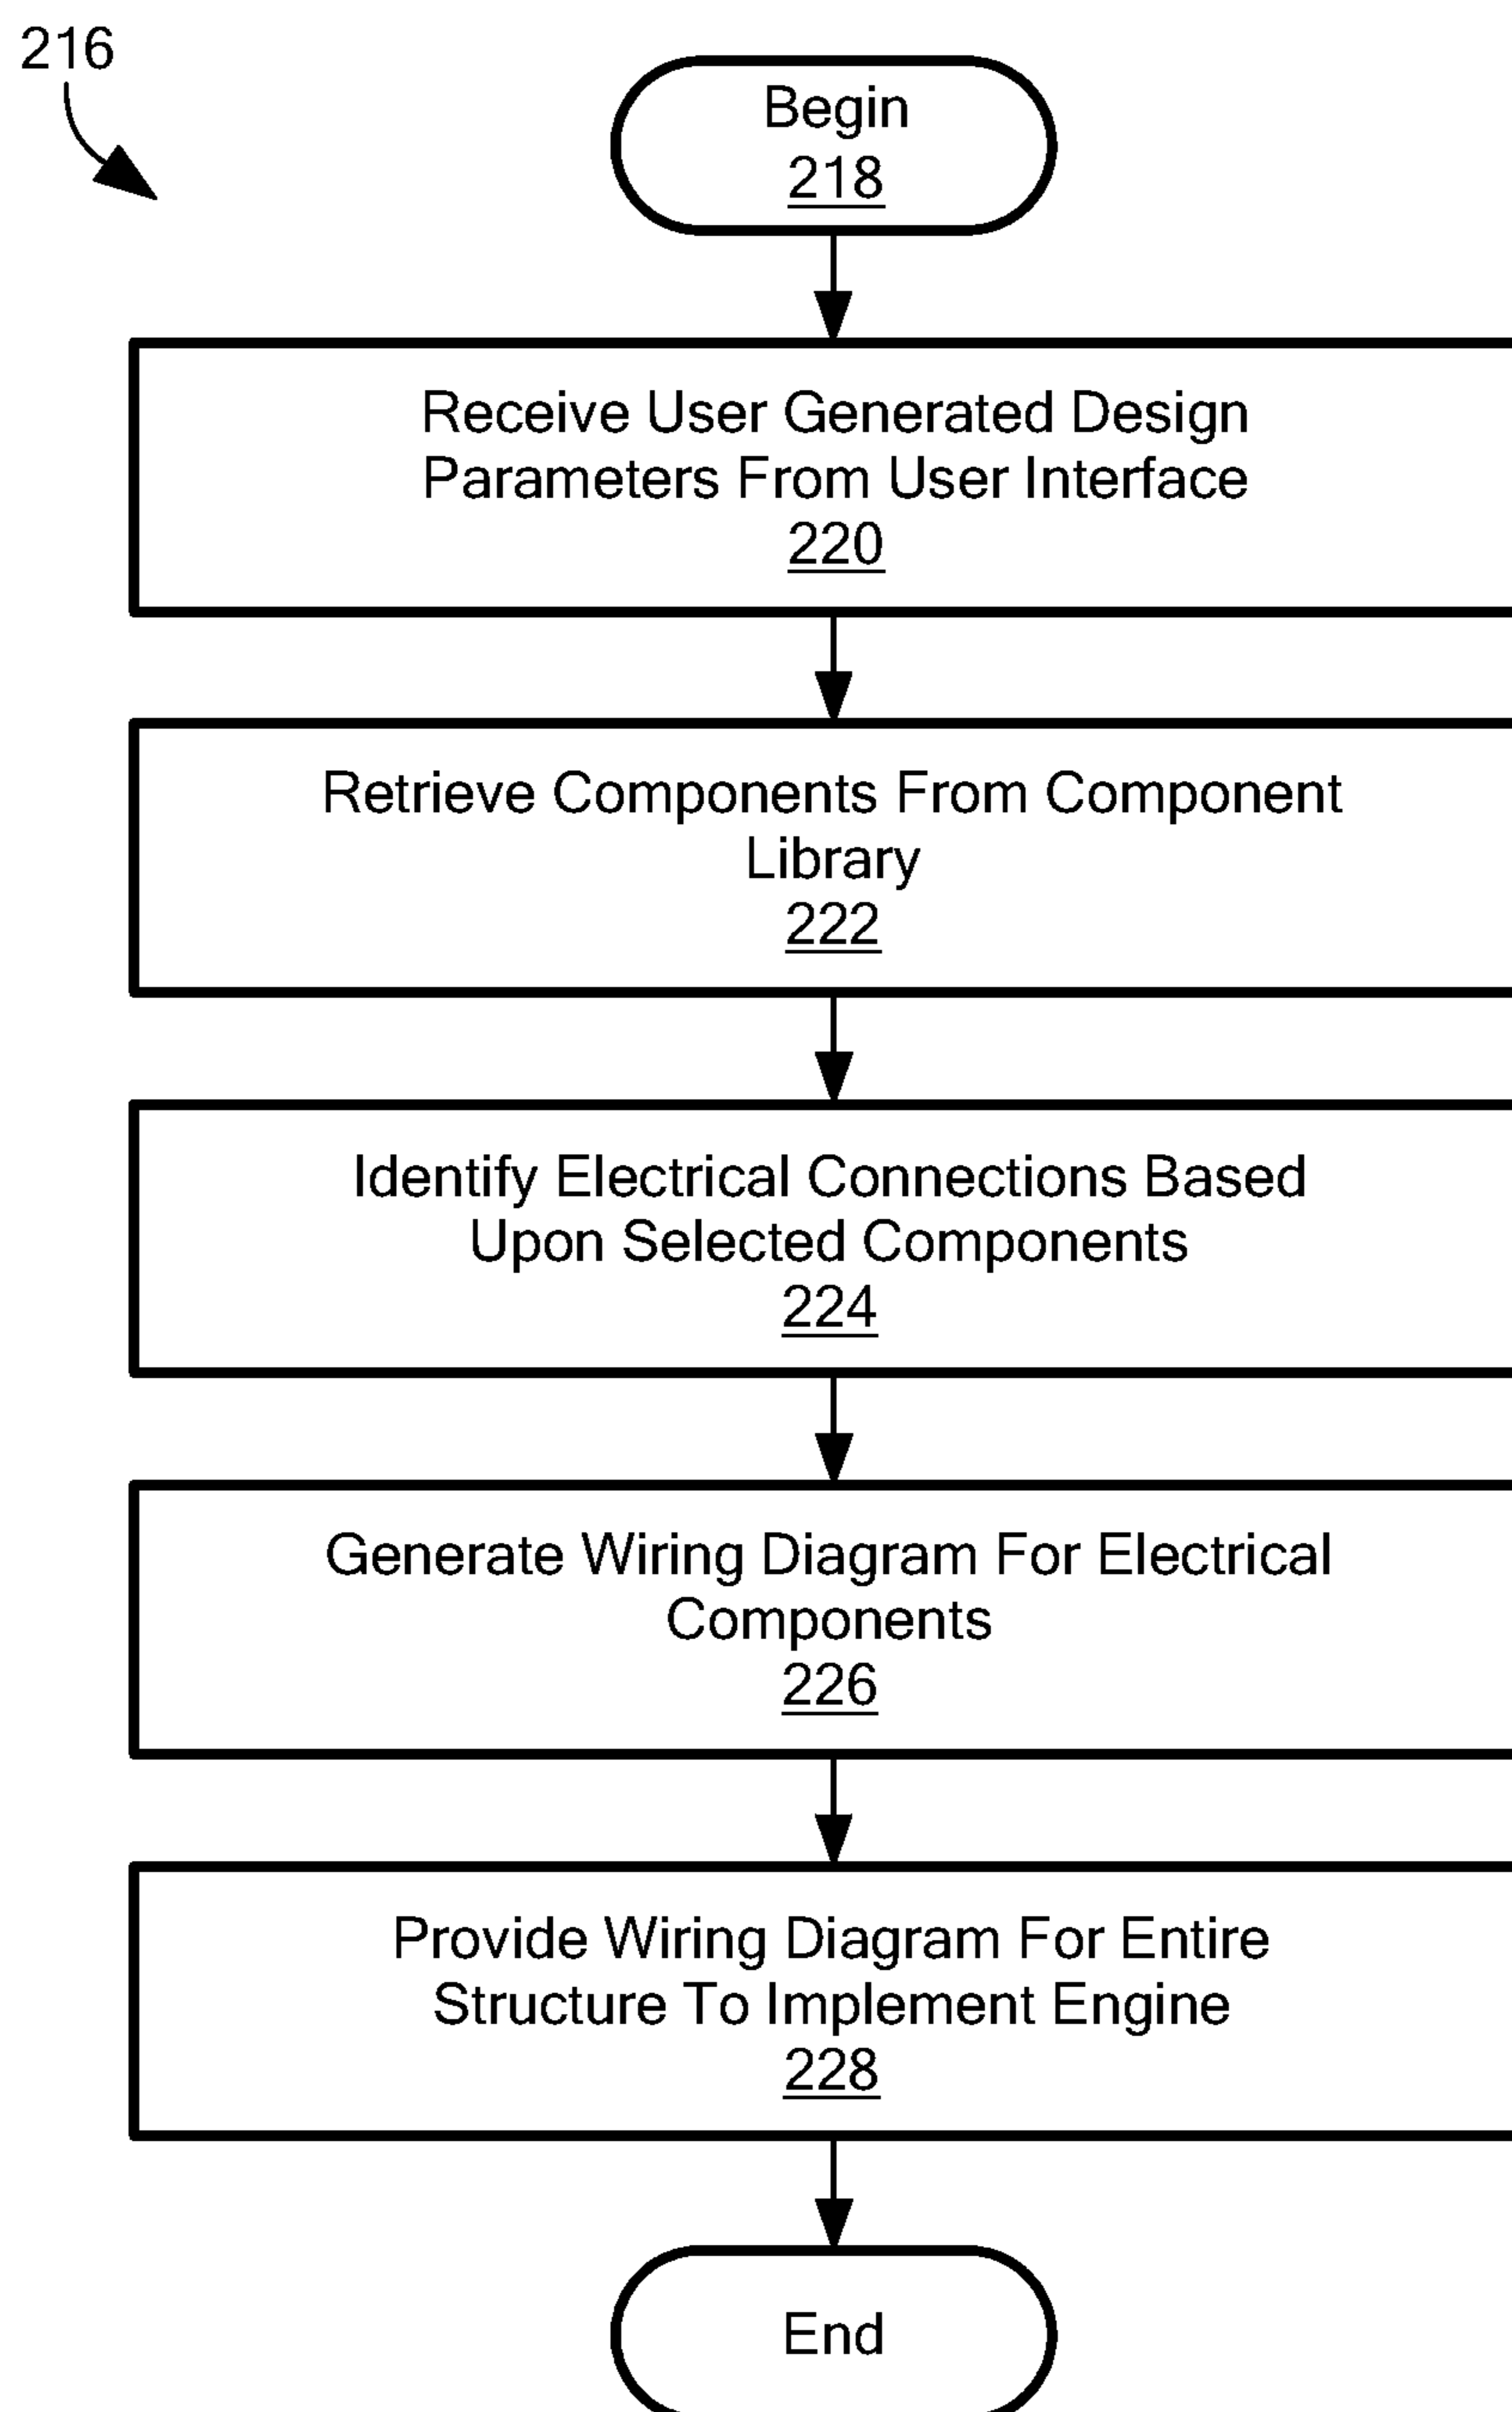 216
Begin
218
Receive User Generated Design
Parameters From User Interface
220
Retrieve Components From Component
Library
222
Identify Electrical Connections Based
Upon Selected Components
224
Generate Wiring Diagram For Electrical
Components
226
Provide Wiring Diagram For Entire
Structure To Implement Engine
228
End